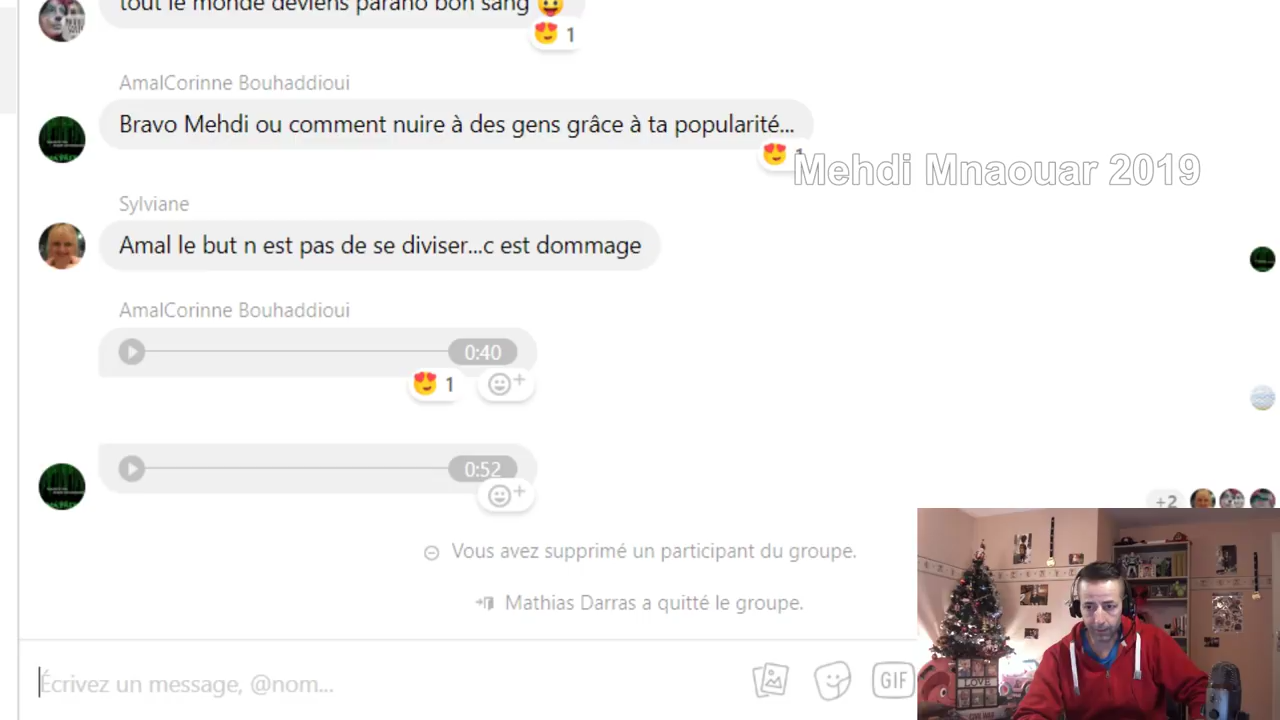 tout le monde deviens parano bon sang
1
AmalCorinne Bouhaddioui
Bravo Mehdi ou comment nuire à des gens grâce à ta popularité...
1
Mehdi Mnaouar 2019
Sylviane
Amal le but n est pas de se diviser...c est dommage
AmalCorinne Bouhaddioui
0:40
1
0:52
+2
Vous avez supprimé un participant du groupe.
Mathias Darras a quitté le groupe.
Écrivez un message, @nom...
GIF
LOVE